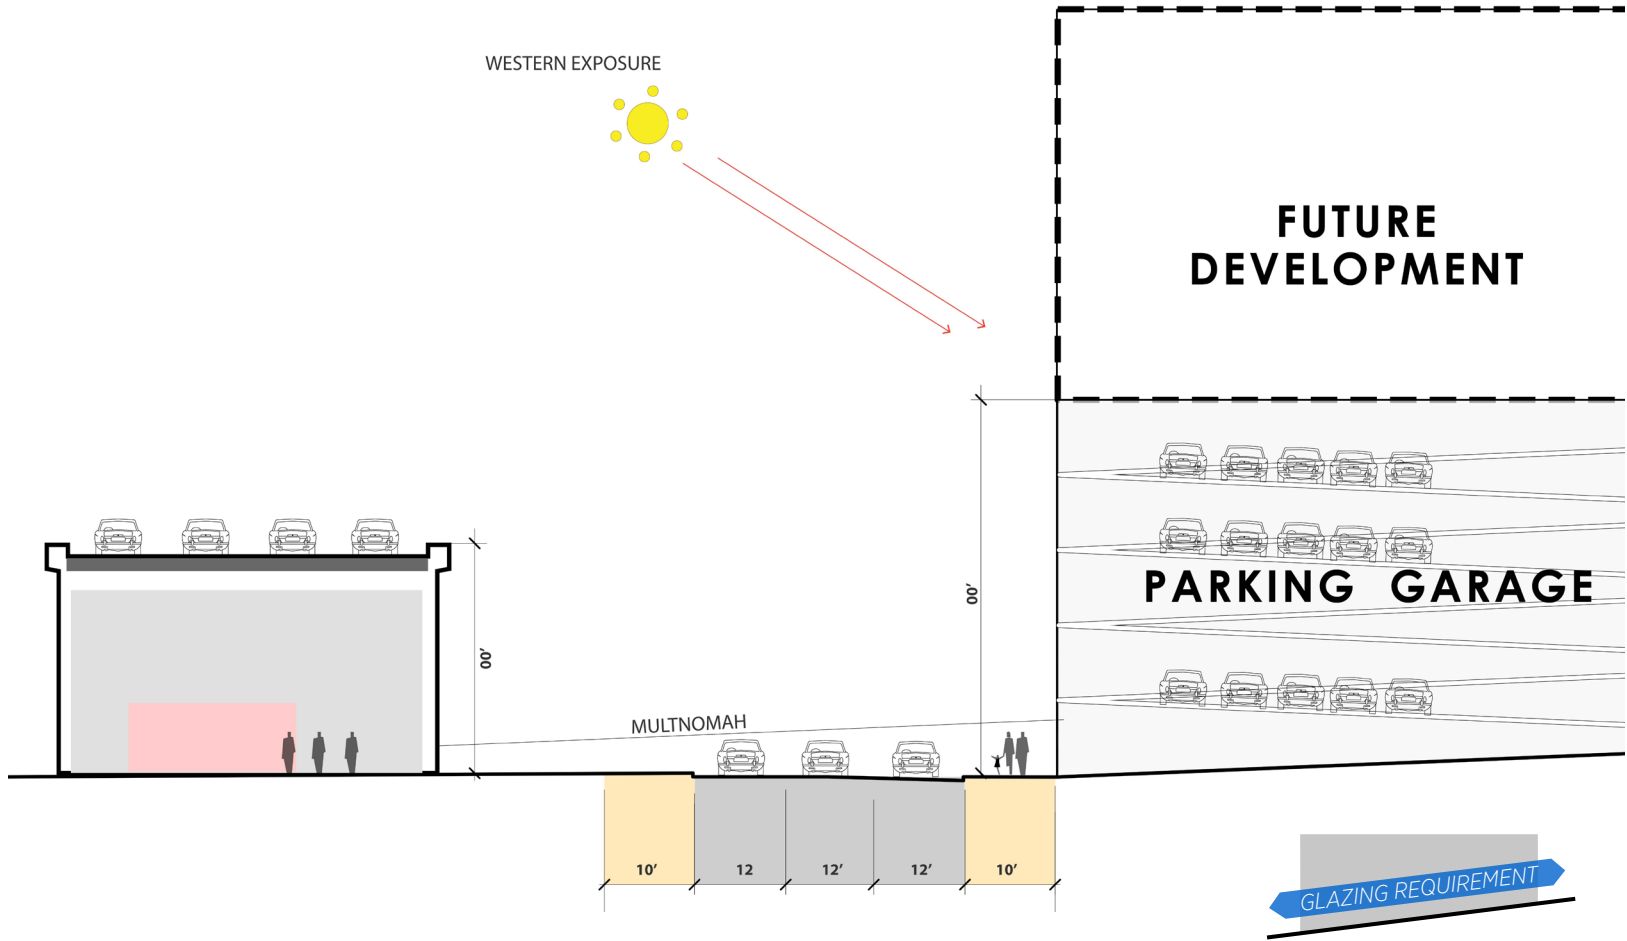 WESTERN EXPOSURE
FUTURE
DEVELOPMENT
00'
PARKING GARAGE
00'
MULTNOMAH
10' 12 12' 12' 10'
GLAZING REQUIREMENT